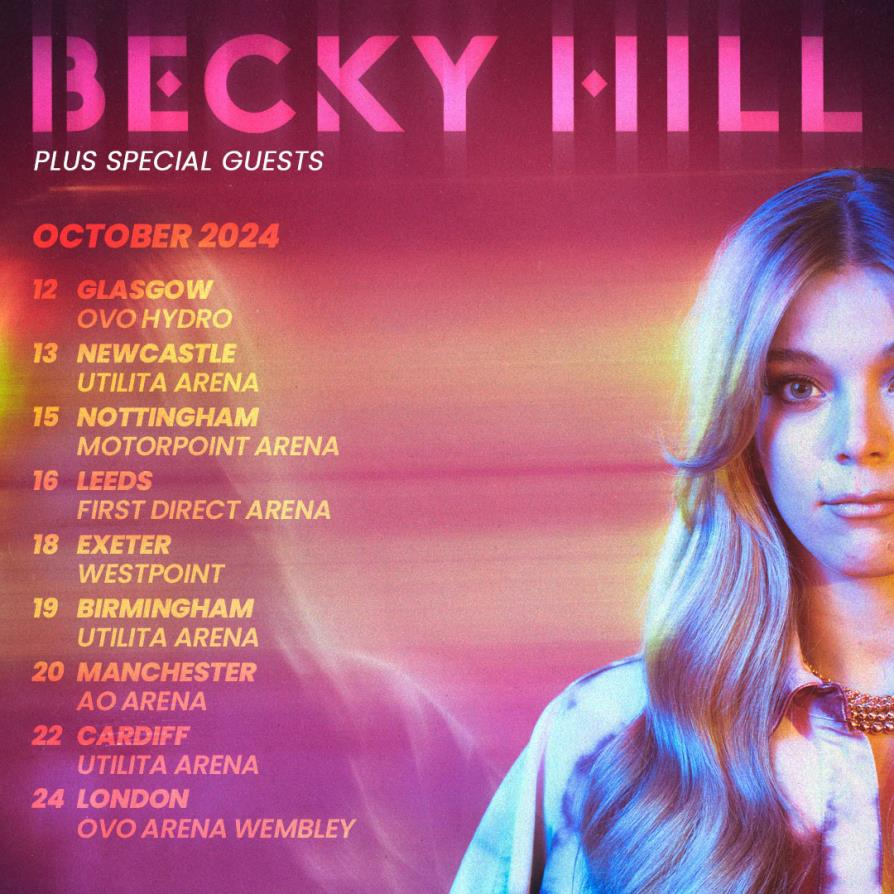 BECKY HILL
PLUS SPECIAL GUESTS
OCTOBER 2024
12 GLASGOW
OVO HYDRO
13 NEWCASTLE
UTILITA ARENA
15 NOTTINGHAM
MOTORPOINT ARENA
16 LEEDS
FIRST DIRECT ARENA
18 EXETER
WESTPOINT
19 BIRMINGHAM
UTILITA ARENA
20 MANCHESTER
AO ARENA
22 CARDIFF
UTILITA ARENA
24 LONDON
OVO ARENA WEMBLEY